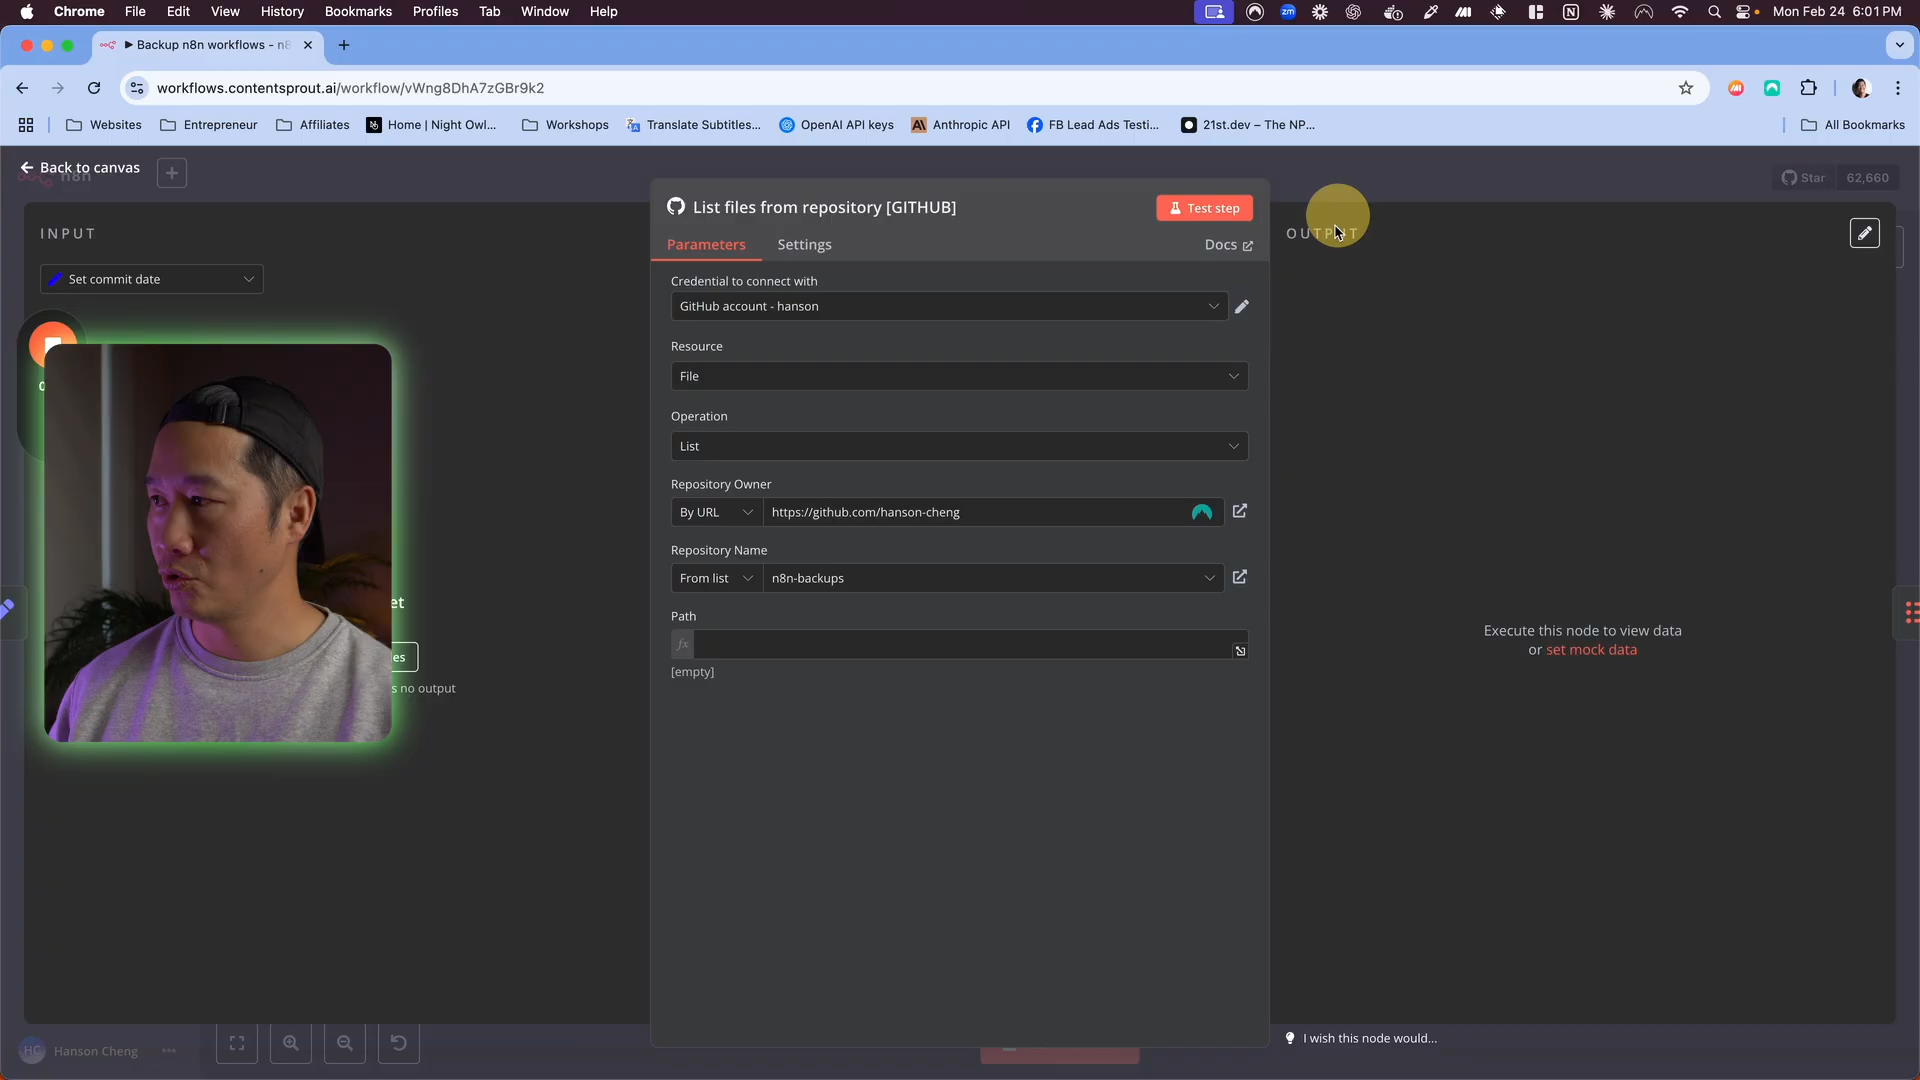 Chrome File Edit View History Bookmarks Profiles Tab Window Help
zm
Mon Feb 24 6:01 PM
Backup n8n workflows - n8
workflows.contentsprout.ai/workflow/vWng8DhA7zGBr9k2
Websites Entrepreneur Affiliates Home | Night Owl... Workshops Translate Subtitles... OpenAI API keys Anthropic API FB Lead Ads Testi... 21st.dev – The NP... All Bookmarks
Back to canvas
n8n
Star 62,660
List files from repository [GITHUB]
Test step
INPUT
OUTPUT
Parameters Settings Docs
Set commit date
Credential to connect with
GitHub account - hanson
Resource
File
Operation
List
Repository Owner
By URL https://github.com/hanson-cheng
Repository Name
From list n8n-backups
Path
fx
[empty]
s no output
Execute this node to view data
or set mock data
I wish this node would...
HC Hanson Cheng